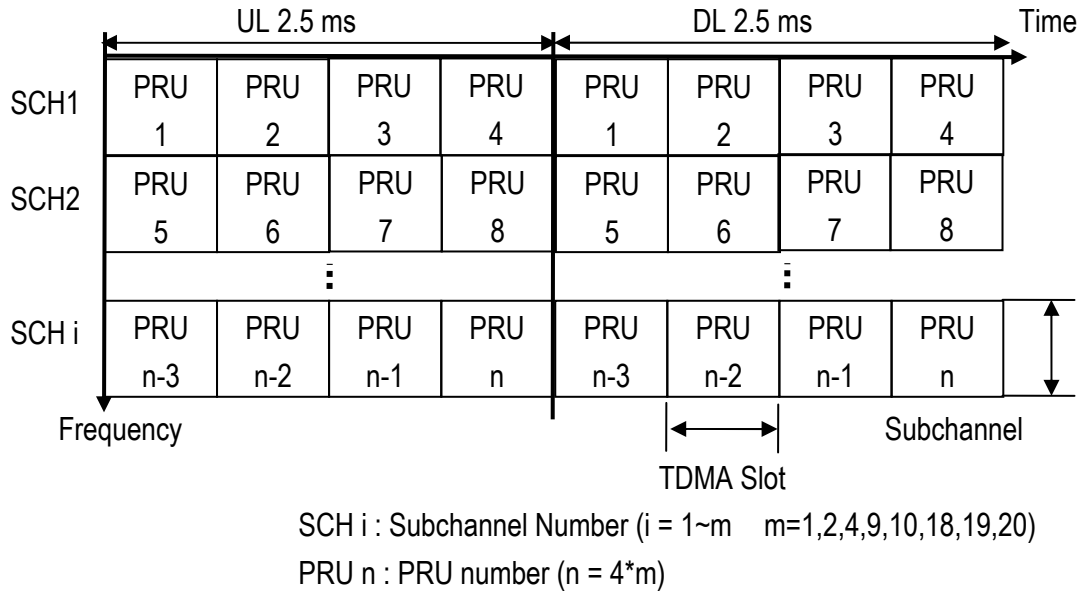 UL 2.5 ms DL 2.5 ms Time
SCH1 PRU 1 PRU 2 PRU 3 PRU 4 PRU 1 PRU 2 PRU 3 PRU 4
SCH2 PRU 5 PRU 6 PRU 7 PRU 8 PRU 5 PRU 6 PRU 7 PRU 8
SCH i PRU n-3 PRU n-2 PRU n-1 PRU n PRU n-3 PRU n-2 PRU n-1 PRU n
Frequency Subchannel
TDMA Slot
SCH i : Subchannel Number (i = 1~m m=1,2,4,9,10,18,19,20)
PRU n : PRU number (n = 4*m)